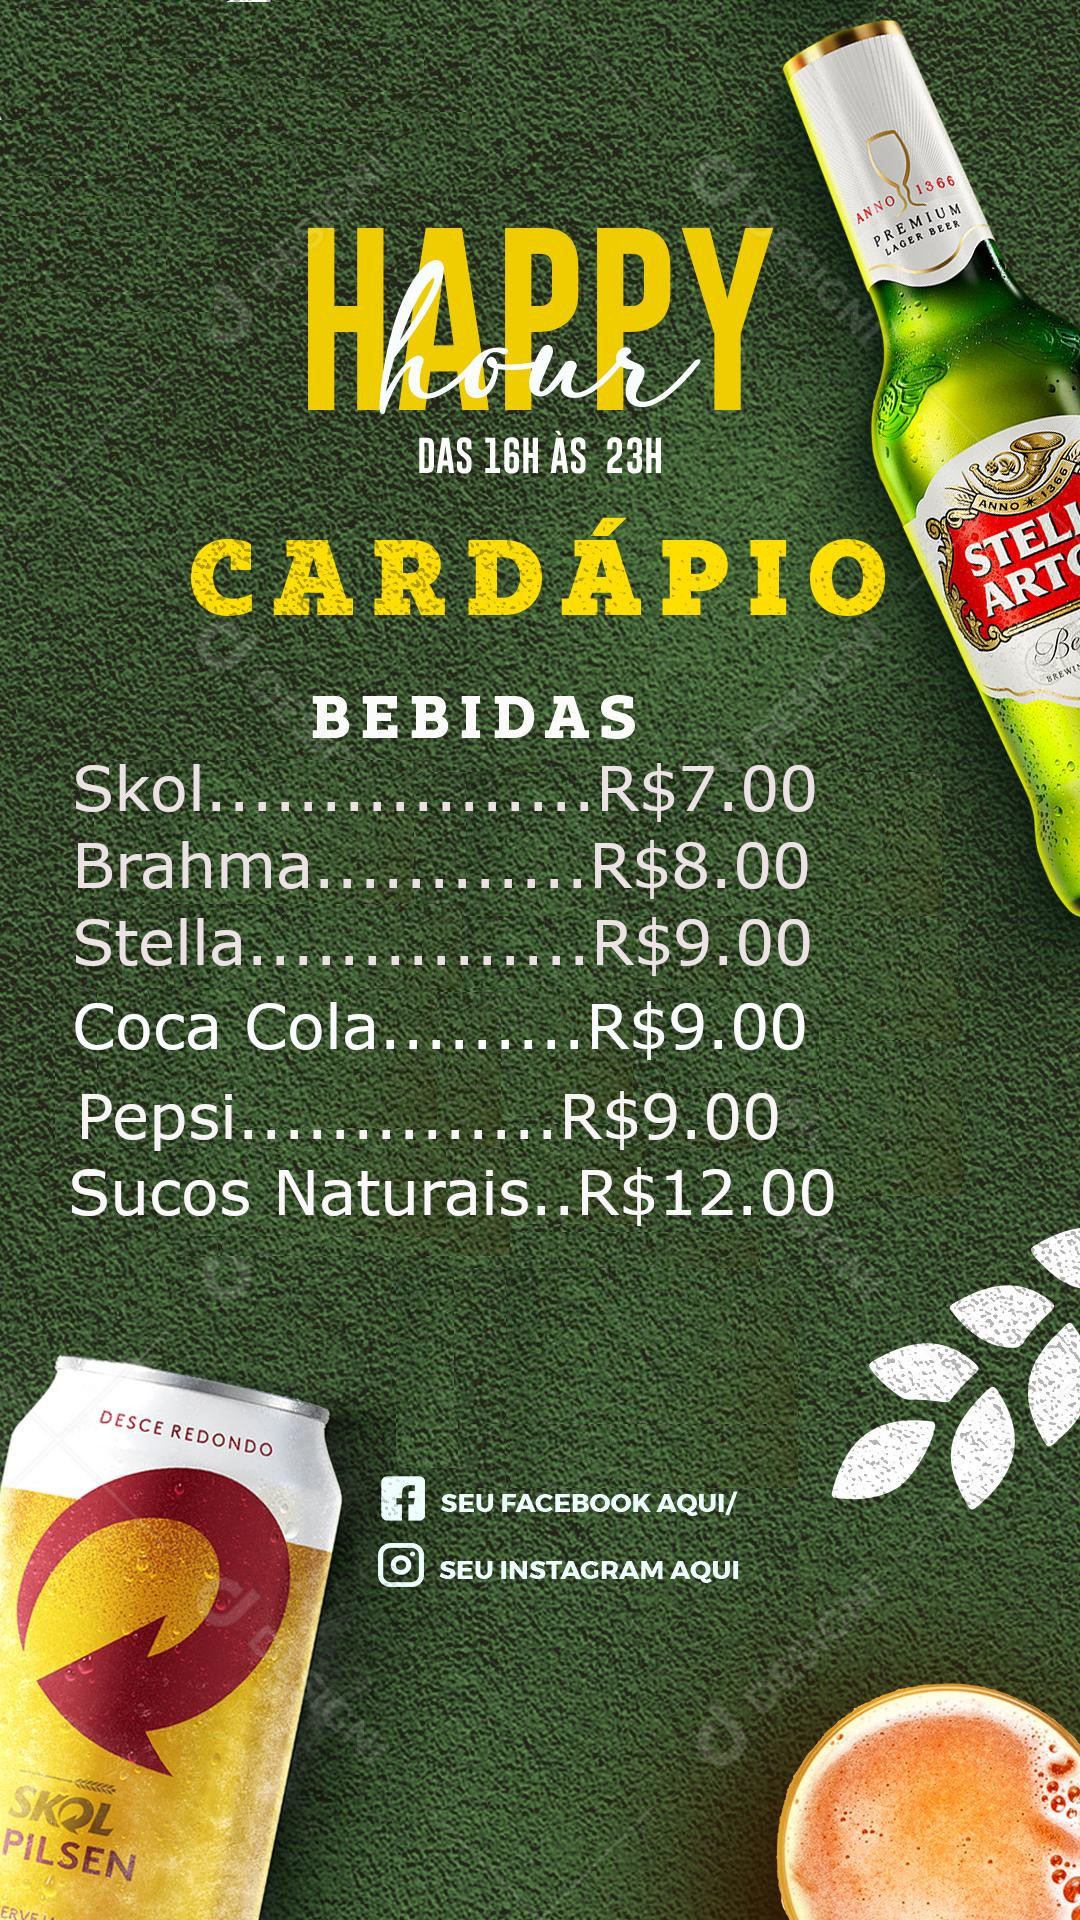 ANNO 1366
PREMIUM
LAGER BEER
HAPPY
hour
DAS 16H ÀS 23H
ANNO * 1366
CARDÁPIO
BEBIDAS
Skol..................R$7.00
Brahma............R$8.00
Stella...............R$9.00
Coca Cola.........R$9.00
Pepsi..............R$9.00
Sucos Naturais..R$12.00
DESCE REDONDO
SEU FACEBOOK AQUI/
SEU INSTAGRAM AQUI
SKOL
PILSEN